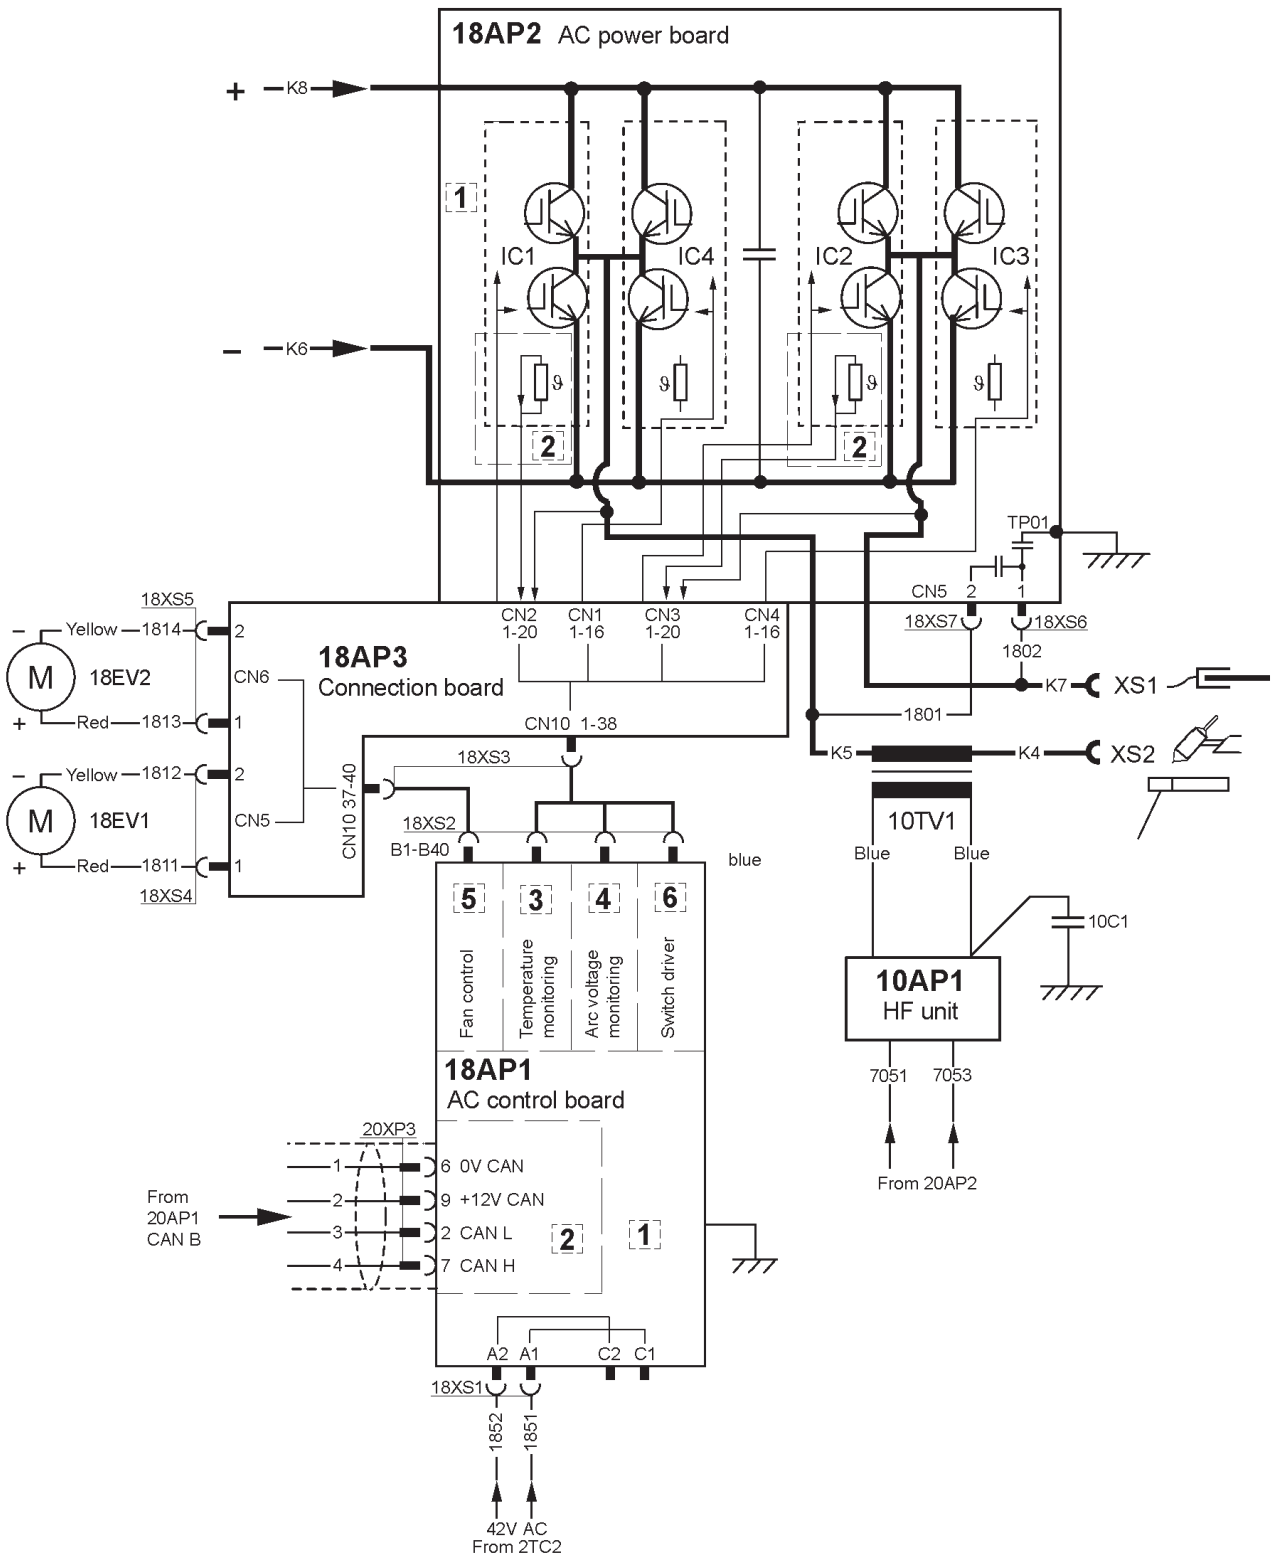 18AP2 AC power board
+ K8
1
IC1
IC4
IC2
IC3
- K6
ϑ
ϑ
ϑ
ϑ
2
2
TP01
CN5 2 1
18XS7
18XS6
1802
18XS5
- Yellow 1814 2
M 18EV2
CN6
+ Red 1813 1
- Yellow 1812 2
M 18EV1
CN5
+ Red 1811 1
18XS4
18AP3
Connection board
CN2
1-20
CN1
1-16
CN3
1-20
CN4
1-16
CN10 1-38
CN10 37-40
18XS3
K7 XS1
1801
K5
K4
XS2
10TV1
Blue
Blue
18XS2
B1-B40
blue
5
3
4
6
Fan control
Temperature
monitoring
Arc voltage
monitoring
Switch driver
10C1
10AP1
HF unit
7051
7053
From 20AP2
18AP1
AC control board
20XP3
1 6 0V CAN
2 9 +12V CAN
3 2 CAN L
4 7 CAN H
From
20AP1
CAN B
2
1
A2 A1 C2 C1
18XS1
1852
1851
42V AC
From 2TC2